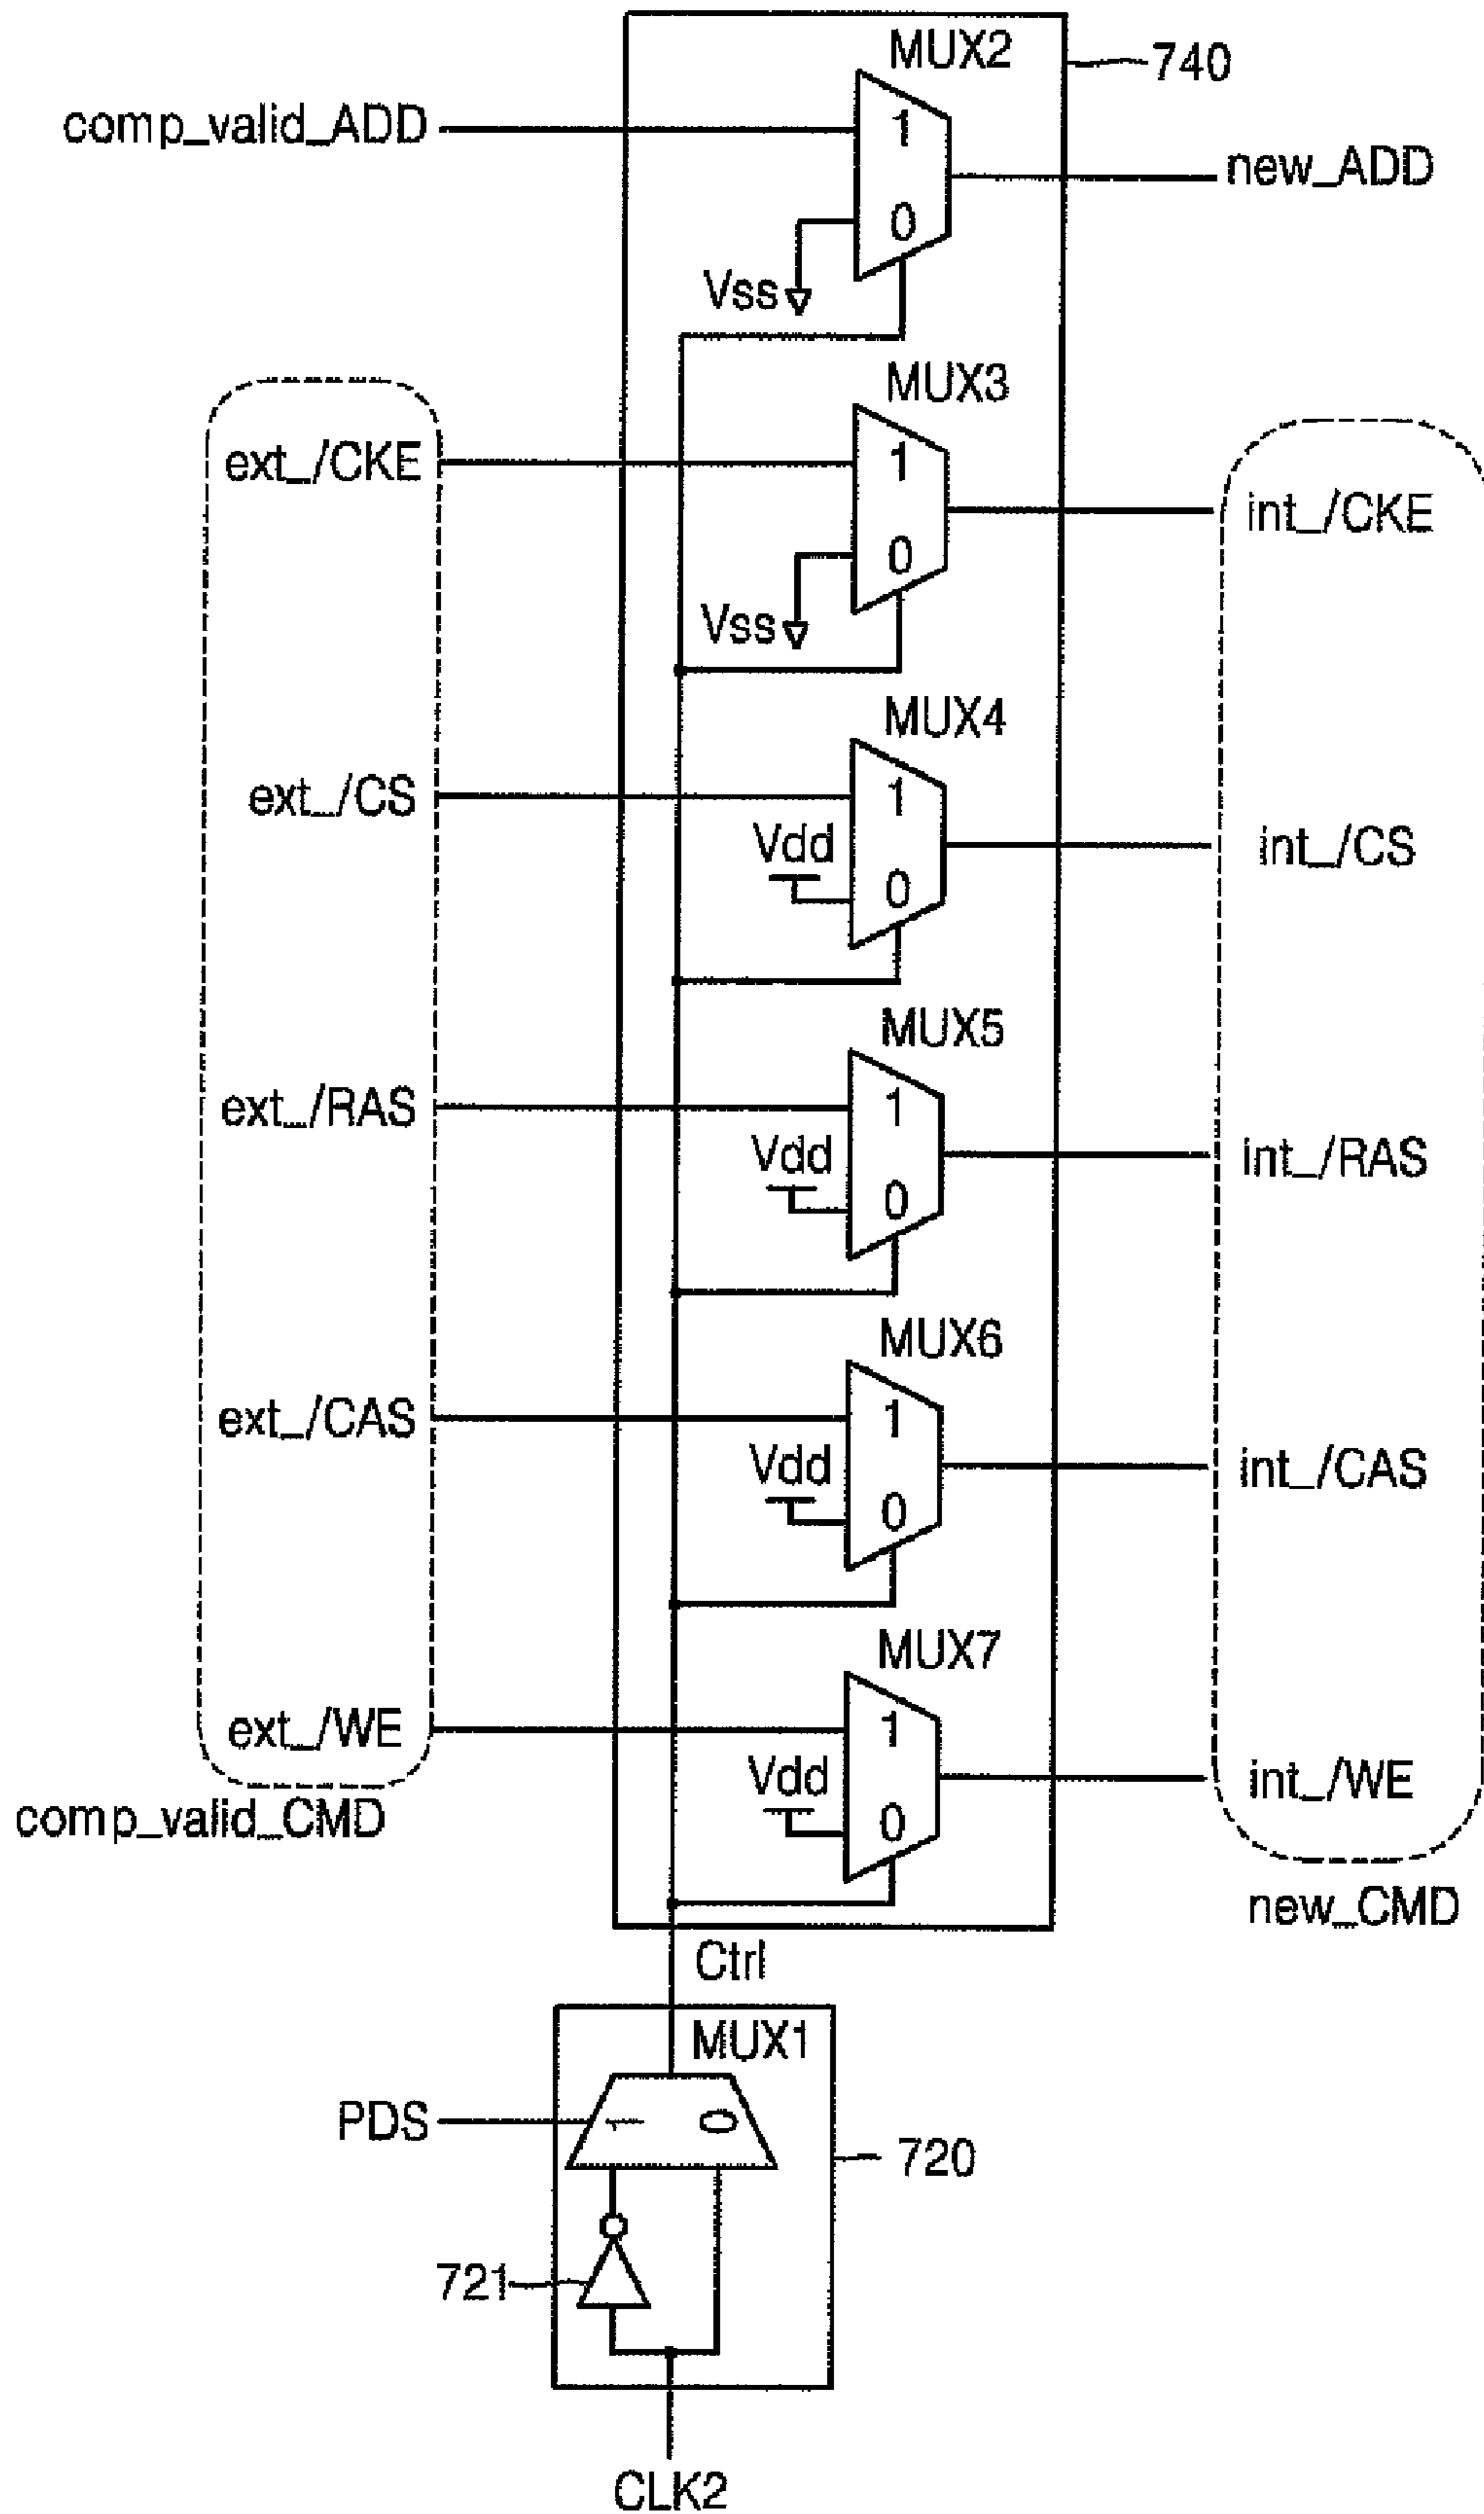 MUX2
740
comp_valid_ADD
1
new_ADD
0
Vss
MUX3
ext_/CKE
1
int_/CKE
0
Vss
MUX4
ext_/CS
1
Vdd
int_/CS
0
MUX5
ext_/RAS
1
Vdd
int_/RAS
0
MUX6
ext_/CAS
1
Vdd
int_/CAS
0
MUX7
ext_/WE
1
Vdd
int_/WE
comp_valid_CMD
0
new_CMD
Ctrl
MUX1
PDS
1 0
720
721
CLK2